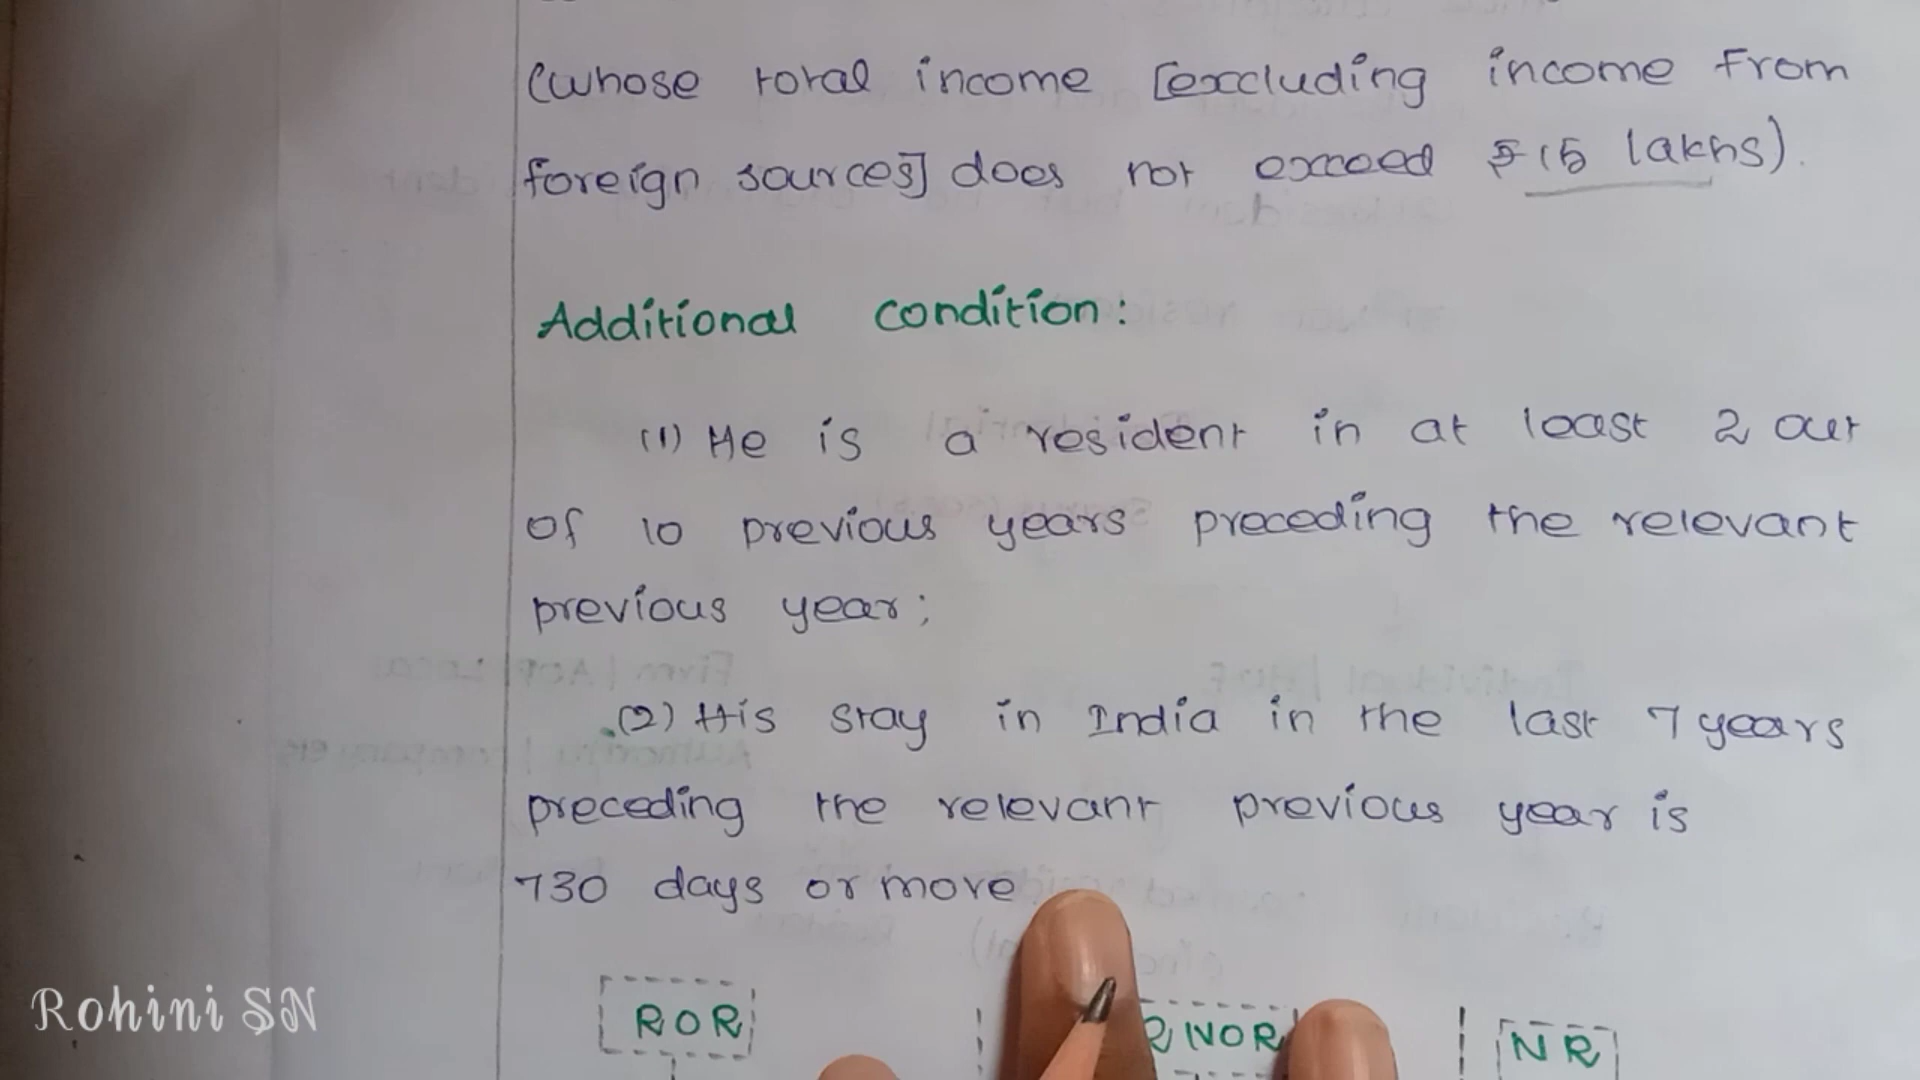 (whose total income [excluding income from
foreign sources] does not exceed ₹15 lakhs).
Additional condition:
(1) He is a resident in at least 2 out
of 10 previous years preceding the relevant
previous year;
(2) His stay in India in the last 7 years
preceding the relevant previous year is
730 days or more
ROR RNOR NR
Rohini SN